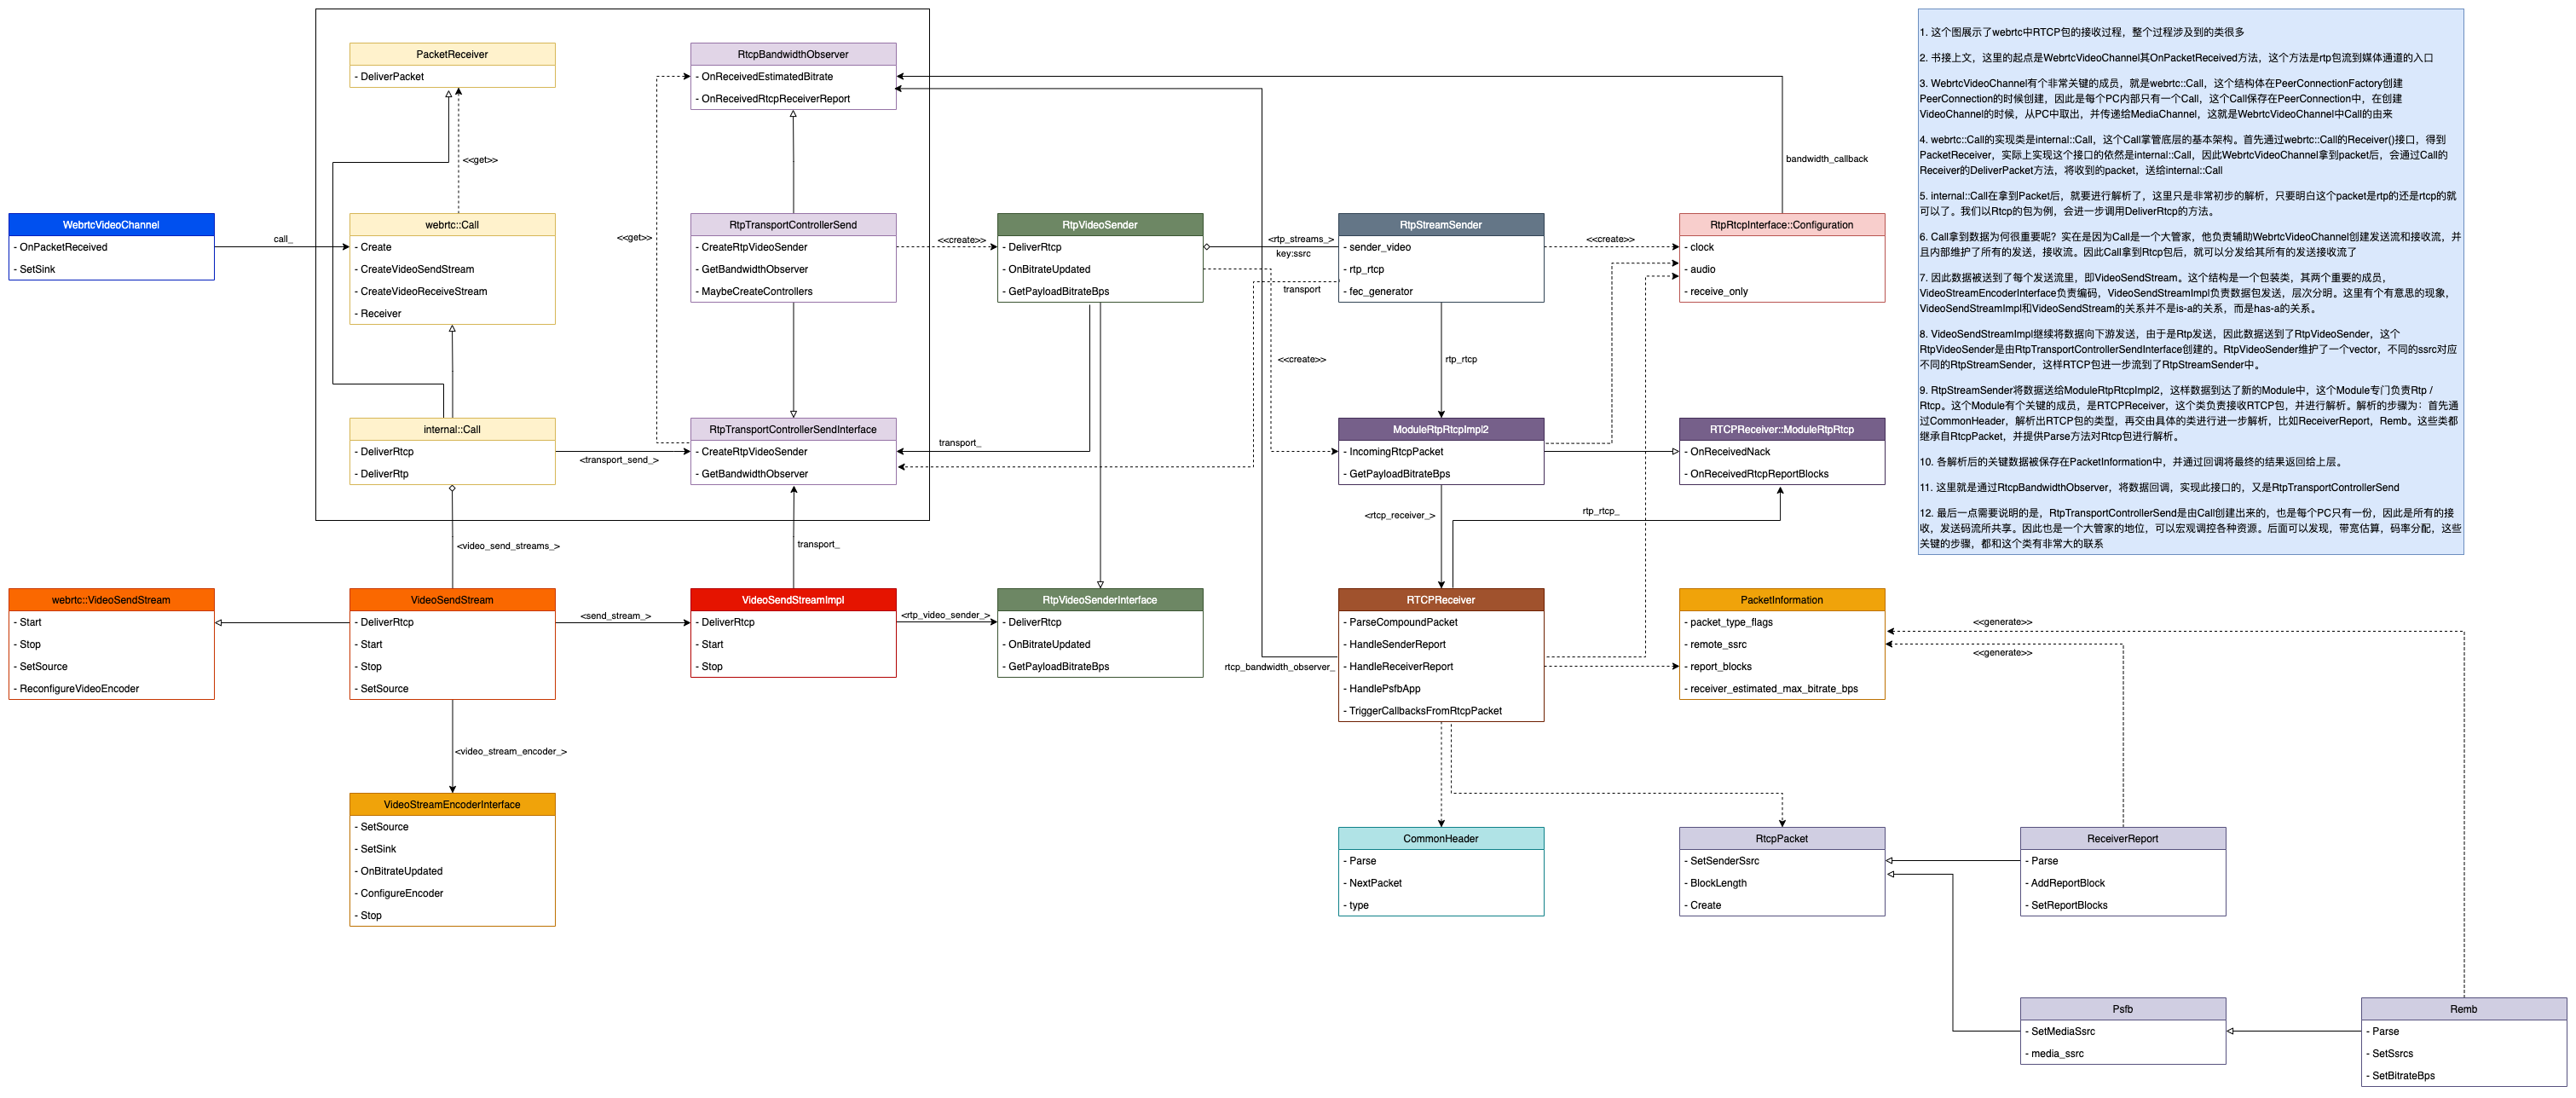 PacketReceiver
- DeliverPacket
<<get>>
RtcpBandwidthObserver
- OnReceivedEstimatedBitrate
- OnReceivedRtcpReceiverReport
<<get>>
bandwidth_callback
WebrtcVideoChannel
- OnPacketReceived
- SetSink
call_
webrtc::Call
- Create
- CreateVideoSendStream
- CreateVideoReceiveStream
- Receiver
RtpTransportControllerSend
- CreateRtpVideoSender
- GetBandwidthObserver
- MaybeCreateControllers
<<create>>
RtpVideoSender
- DeliverRtcp
- OnBitrateUpdated
- GetPayloadBitrateBps
<rtp_streams_>
key:ssrc
transport
<<create>>
RtpStreamSender
- sender_video
- rtp_rtcp
- fec_generator
<<create>>
RtpRtcpInterface::Configuration
- clock
- audio
- receive_only
rtp_rtcp
internal::Call
- DeliverRtcp
- DeliverRtp
<transport_send_>
RtpTransportControllerSendInterface
- CreateRtpVideoSender
- GetBandwidthObserver
transport_
ModuleRtpRtcpImpl2
- IncomingRtcpPacket
- GetPayloadBitrateBps
RTCPReceiver::ModuleRtpRtcp
- OnReceivedNack
- OnReceivedRtcpReportBlocks
<video_send_streams_>
transport_
<rtcp_receiver_>
rtp_rtcp_
webrtc::VideoSendStream
- Start
- Stop
- SetSource
- ReconfigureVideoEncoder
VideoSendStream
- DeliverRtcp
- Start
- Stop
- SetSource
<send_stream_>
VideoSendStreamImpl
- DeliverRtcp
- Start
- Stop
<rtp_video_sender_>
RtpVideoSenderInterface
- DeliverRtcp
- OnBitrateUpdated
- GetPayloadBitrateBps
rtcp_bandwidth_observer_
RTCPReceiver
- ParseCompoundPacket
- HandleSenderReport
- HandleReceiverReport
- HandlePsfbApp
- TriggerCallbacksFromRtcpPacket
PacketInformation
- packet_type_flags
- remote_ssrc
- report_blocks
- receiver_estimated_max_bitrate_bps
<<generate>>
<<generate>>
<video_stream_encoder_>
VideoStreamEncoderInterface
- SetSource
- SetSink
- OnBitrateUpdated
- ConfigureEncoder
- Stop
CommonHeader
- Parse
- NextPacket
- type
RtcpPacket
- SetSenderSsrc
- BlockLength
- Create
ReceiverReport
- Parse
- AddReportBlock
- SetReportBlocks
Psfb
- SetMediaSsrc
- media_ssrc
Remb
- Parse
- SetSsrcs
- SetBitrateBps
1. 这个图展示了webrtc中RTCP包的接收过程，整个过程涉及到的类很多
2. 书接上文，这里的起点是WebrtcVideoChannel其OnPacketReceived方法，这个方法是rtp包流到媒体通道的入口
3. WebrtcVideoChannel有个非常关键的成员，就是webrtc::Call，这个结构体在PeerConnectionFactory创建
PeerConnection的时候创建，因此是每个PC内部只有一个Call，这个Call保存在PeerConnection中，在创建
VideoChannel的时候，从PC中取出，并传递给MediaChannel，这就是WebrtcVideoChannel中Call的由来
4. webrtc::Call的实现类是internal::Call，这个Call掌管底层的基本架构。首先通过webrtc::Call的Receiver()接口，得到
PacketReceiver，实际上实现这个接口的依然是internal::Call，因此WebrtcVideoChannel拿到packet后，会通过Call的
Receiver的DeliverPacket方法，将收到的packet，送给internal::Call
5. internal::Call在拿到Packet后，就要进行解析了，这里只是非常初步的解析，只要明白这个packet是rtp的还是rtcp的就
可以了。我们以Rtcp的包为例，会进一步调用DeliverRtcp的方法。
6. Call拿到数据为何很重要呢？实在是因为Call是一个大管家，他负责辅助WebrtcVideoChannel创建发送流和接收流，并
且内部维护了所有的发送，接收流。因此Call拿到Rtcp包后，就可以分发给其所有的发送接收流了
7. 因此数据被送到了每个发送流里，即VideoSendStream。这个结构是一个包装类，其两个重要的成员，
VideoStreamEncoderInterface负责编码，VideoSendStreamImpl负责数据包发送，层次分明。这里有个有意思的现象，
VideoSendStreamImpl和VideoSendStream的关系并不是is-a的关系，而是has-a的关系。
8. VideoSendStreamImpl继续将数据向下游发送，由于是Rtp发送，因此数据送到了RtpVideoSender，这个
RtpVideoSender是由RtpTransportControllerSendInterface创建的。RtpVideoSender维护了一个vector，不同的ssrc对应
不同的RtpStreamSender，这样RTCP包进一步流到了RtpStreamSender中。
9. RtpStreamSender将数据送给ModuleRtpRtcpImpl2，这样数据到达了新的Module中，这个Module专门负责Rtp /
Rtcp。这个Module有个关键的成员，是RTCPReceiver，这个类负责接收RTCP包，并进行解析。解析的步骤为：首先通
过CommonHeader，解析出RTCP包的类型，再交由具体的类进行进一步解析，比如ReceiverReport，Remb。这些类都
继承自RtcpPacket，并提供Parse方法对Rtcp包进行解析。
10. 各解析后的关键数据被保存在PacketInformation中，并通过回调将最终的结果返回给上层。
11. 这里就是通过RtcpBandwidthObserver，将数据回调，实现此接口的，又是RtpTransportControllerSend
12. 最后一点需要说明的是，RtpTransportControllerSend是由Call创建出来的，也是每个PC只有一份，因此是所有的接
收，发送码流所共享。因此也是一个大管家的地位，可以宏观调控各种资源。后面可以发现，带宽估算，码率分配，这些
关键的步骤，都和这个类有非常大的联系